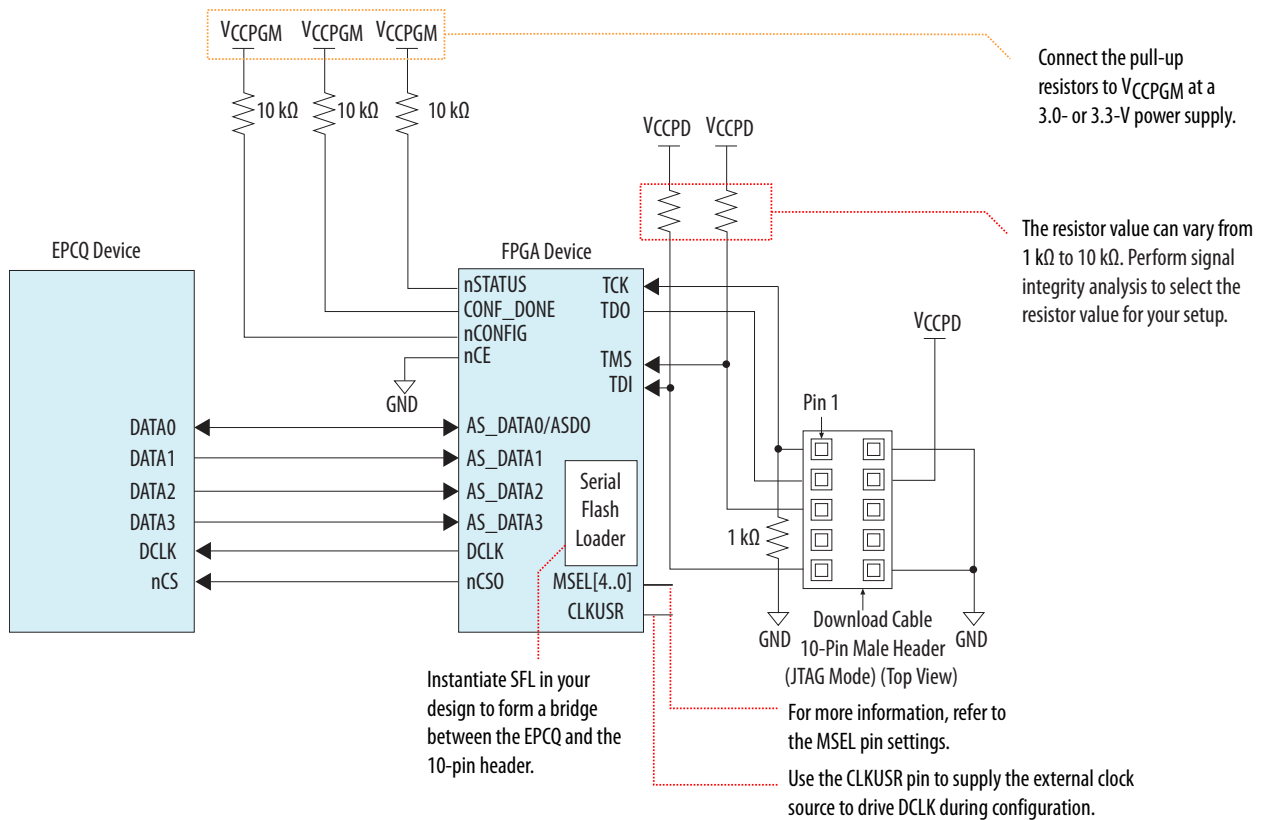 VCCPGM VCCPGM VCCPGM
10 kΩ 10 kΩ 10 kΩ
Connect the pull-up
resistors to VCCPGM at a
3.0- or 3.3-V power supply.
VCCPD VCCPD
The resistor value can vary from
1 kΩ to 10 kΩ. Perform signal
integrity analysis to select the
resistor value for your setup.
EPCQ Device
DATA0
DATA1
DATA2
DATA3
DCLK
nCS
FPGA Device
nSTATUS
CONF_DONE
nCONFIG
nCE
GND
AS_DATA0/ASDO
AS_DATA1
AS_DATA2
AS_DATA3
DCLK
nCSO
TCK
TDO
TMS
TDI
Serial
Flash
Loader
MSEL[4..0]
CLKUSR
VCCPD
Pin 1
1 kΩ
GND
GND
Download Cable
10-Pin Male Header
(JTAG Mode) (Top View)
Instantiate SFL in your
design to form a bridge
between the EPCQ and the
10-pin header.
For more information, refer to
the MSEL pin settings.
Use the CLKUSR pin to supply the external clock
source to drive DCLK during configuration.